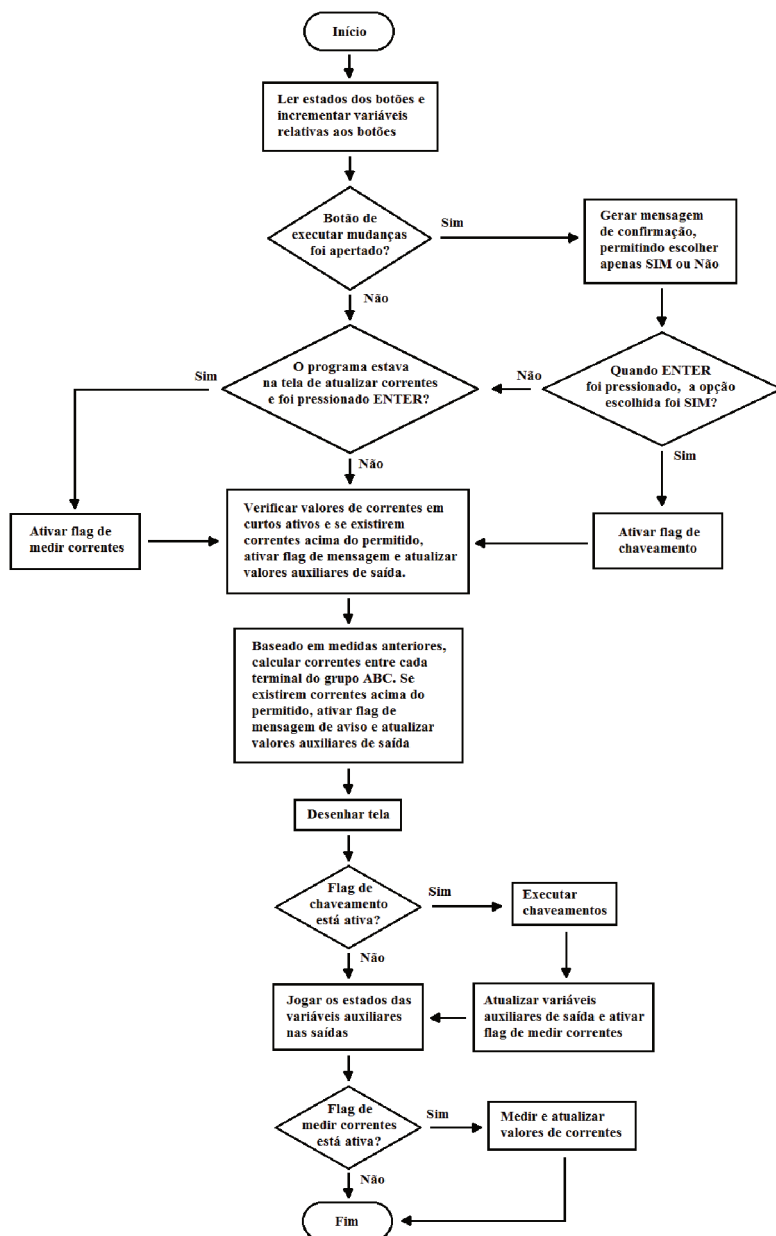 Início
Ler estados dos botões e
incrementar variáveis
relativas aos botões
Botão de
executar mudanças
foi apertado?
Sim
Gerar mensagem
de confirmação,
permitindo escolher
apenas SIM ou Não
Não
O programa estava
na tela de atualizar correntes
e foi pressionado ENTER?
Sim
Não
Quando ENTER
foi pressionado, a opção
escolhida foi SIM?
Não
Sim
Ativar flag de
medir correntes
Verificar valores de correntes em
curtos ativos e se existirem
correntes acima do permitido,
ativar flag de mensagem e atualizar
valores auxiliares de saída.
Ativar flag de
chaveamento
Baseado em medidas anteriores,
calcular correntes entre cada
terminal do grupo ABC. Se
existirem correntes acima do
permitido, ativar flag de
mensagem de aviso e atualizar
valores auxiliares de saída
Desenhar tela
Flag de
chaveamento
está ativa?
Sim
Executar
chaveamentos
Não
Jogar os estados das
variáveis auxiliares
nas saídas
Atualizar variáveis
auxiliares de saída e ativar
flag de medir correntes
Flag de
medir correntes
está ativa?
Sim
Medir e atualizar
valores de correntes
Não
Fim